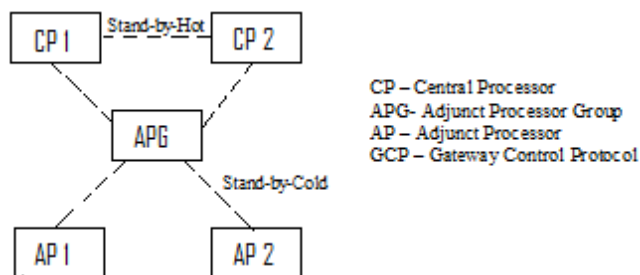 CP 1
Stand-by-Hot
CP 2
CP – Central Processor
APG- Adjunct Processor Group
AP – Adjunct Processor
GCP – Gateway Control Protocol
APG
Stand-by-Cold
AP 1
AP 2